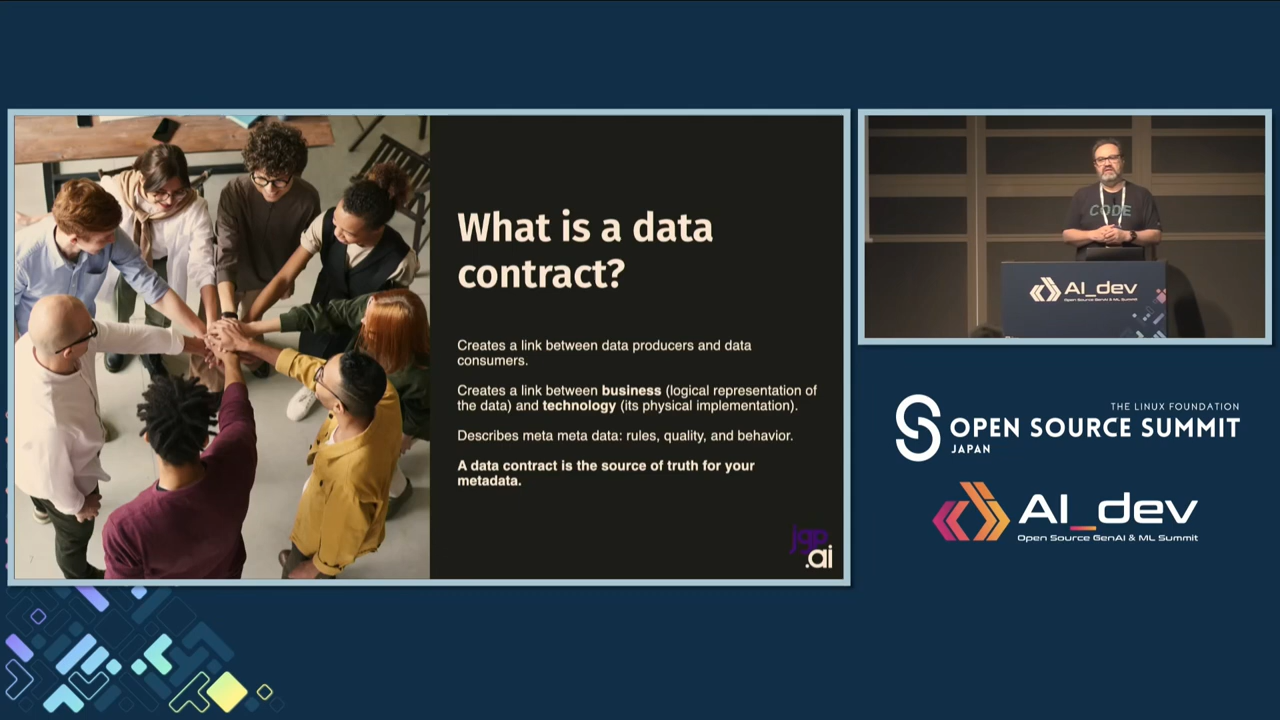 What is a data
contract?
Creates a link between data producers and data
consumers.
Creates a link between business (logical representation of
the data) and technology (its physical implementation).
Describes meta meta data: rules, quality, and behavior.
A data contract is the source of truth for your
metadata.
7
jgp
.ai
CODE
AI_dev
Open Source GenAI & ML Summit
THE LINUX FOUNDATION
OPEN SOURCE SUMMIT
JAPAN
AI_dev
Open Source GenAI & ML Summit